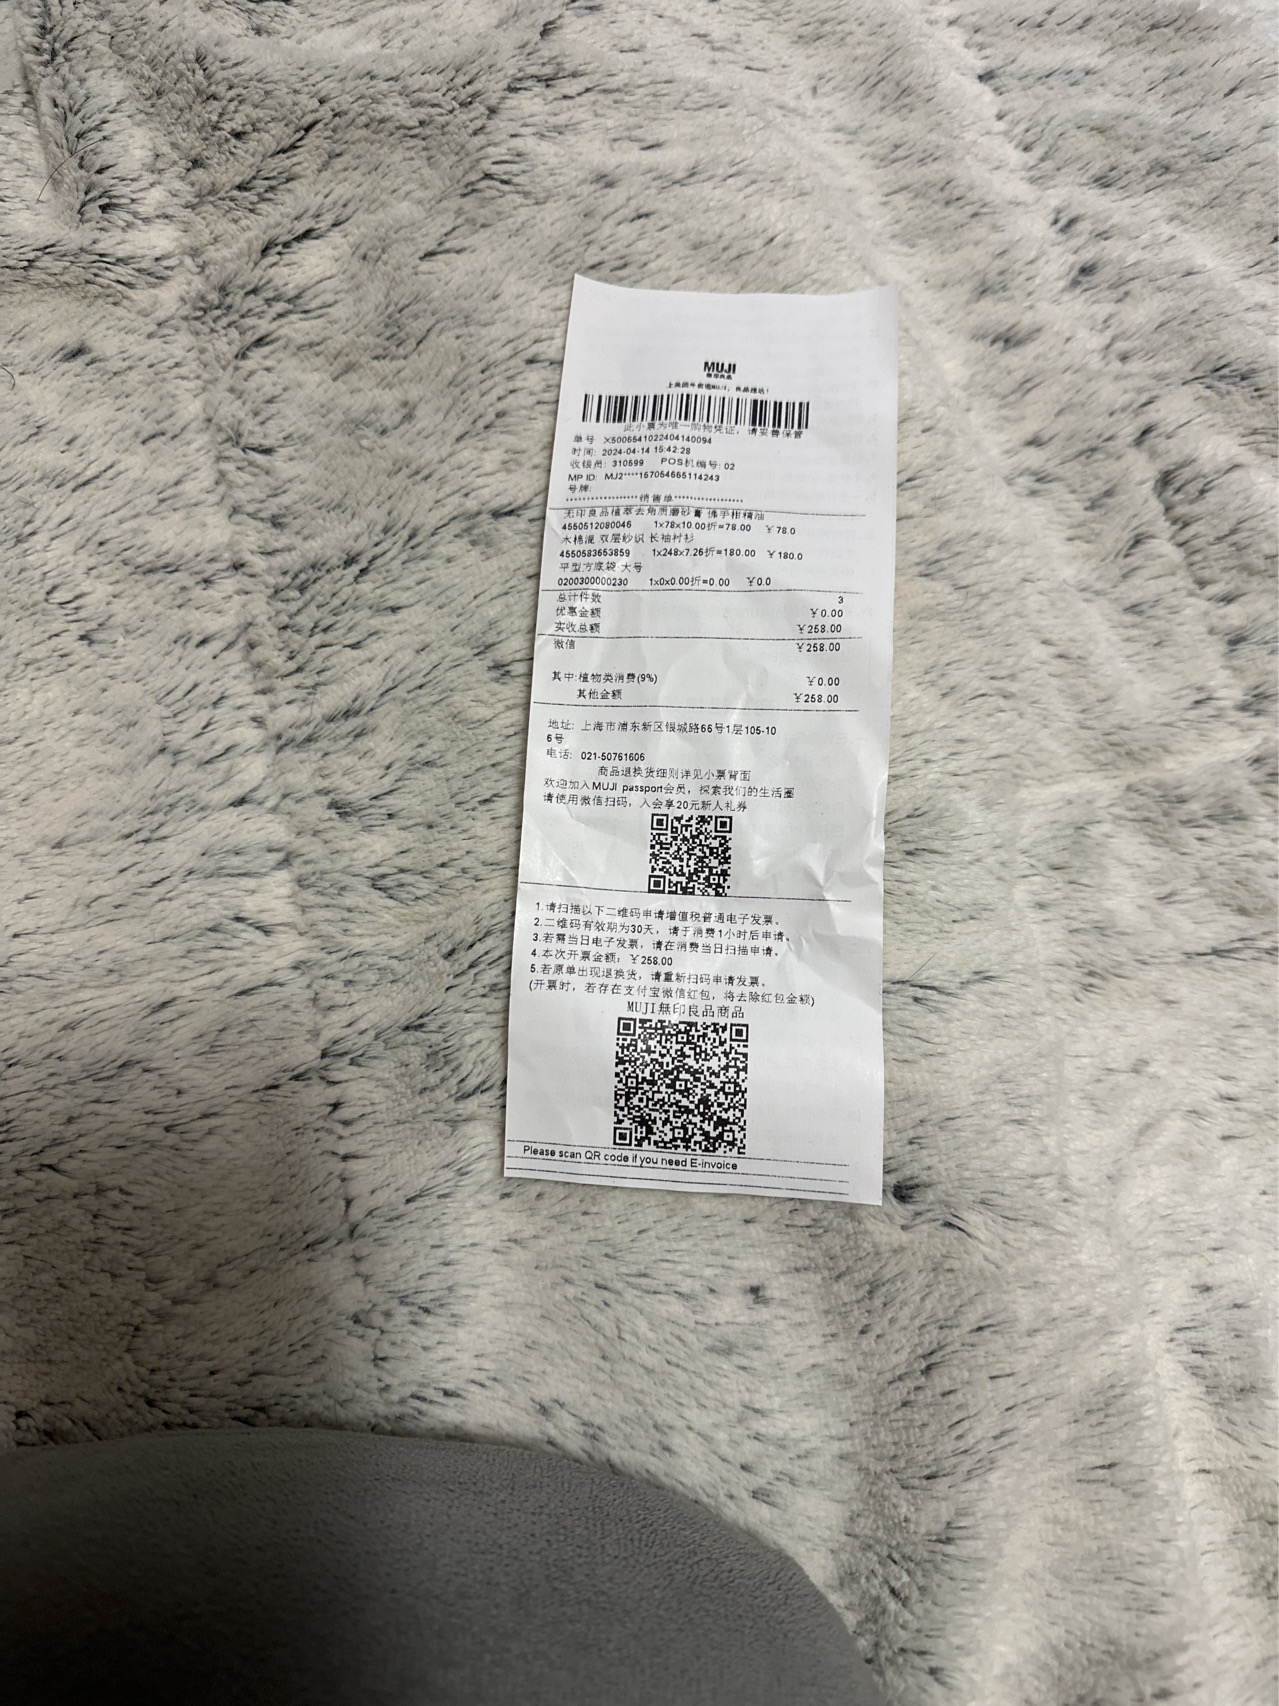 MUJI
無印良品
此小票为唯一购物凭证，请妥善保管
单号 X5006541022404140094
时间: 2024-04-14 15:42:28
收银员: 310599 POS机编号: 02
MP ID: MJ2****157054665114243
号牌:
******************销售单******************
无印良品植萃去角质磨砂膏 佛手柑精油
4550512080046 1x78x10.00折=78.00 ￥78.0
木棉混 双层纱织 长袖衬衫
4550583653859 1x248x7.26折=180.00 ￥180.0
平型方底袋 大号
0200300000230 1x0x0.00折=0.00 ￥0.0
总计件数 3
优惠金额 ￥0.00
实收总额 ￥258.00
微信 ￥258.00
其中:植物类消费(9%) ￥0.00
其他金额 ￥258.00
地址: 上海市浦东新区银城路66号1层105-10
6号
电话: 021-50761606
商品退换货细则详见小票背面
欢迎加入MUJI passport会员，探索我们的生活圈
请使用微信扫码，入会享20元新人礼券
1.请扫描以下二维码申请增值税普通电子发票。
2.二维码有效期为30天，请于消费1小时后申请。
3.若需当日电子发票，请在消费当日扫描申请。
4.本次开票金额：￥258.00
5.若原单出现退换货，请重新扫码申请发票。
(开票时，若存在支付宝微信红包，将去除红包金额)
MUJI無印良品商品
Please scan QR code if you need E-invoice